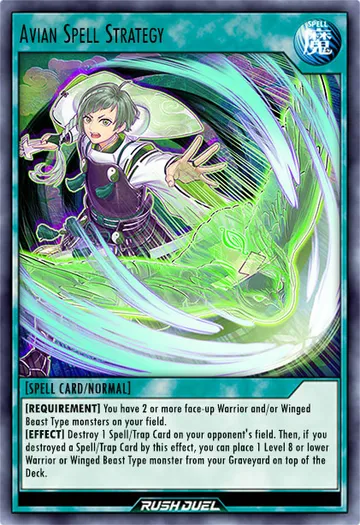 AVIAN SPELL STRATEGY
SPELL
魔
[SPELL CARD/NORMAL]
[REQUIREMENT] You have 2 or more face-up Warrior and/or Winged
Beast Type monsters on your field.
[EFFECT] Destroy 1 Spell/Trap Card on your opponent's field. Then, if you
destroyed a Spell/Trap Card by this effect, you can place 1 Level 8 or lower
Warrior or Winged Beast Type monster from your Graveyard on top of the
Deck.
RUSH DUEL